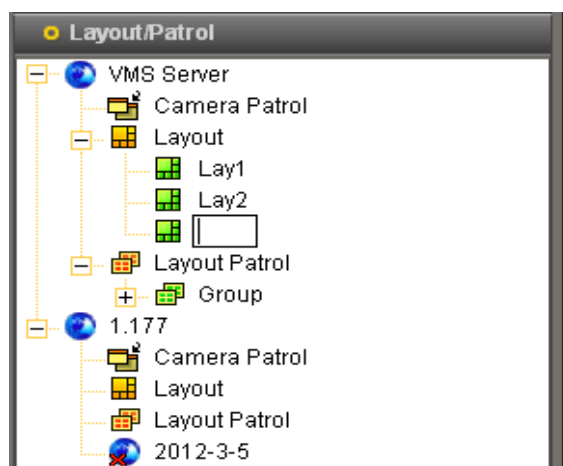 Layout/Patrol
VMS Server
Camera Patrol
Layout
Lay1
Lay2
Layout Patrol
Group
1.177
Camera Patrol
Layout
Layout Patrol
2012-3-5